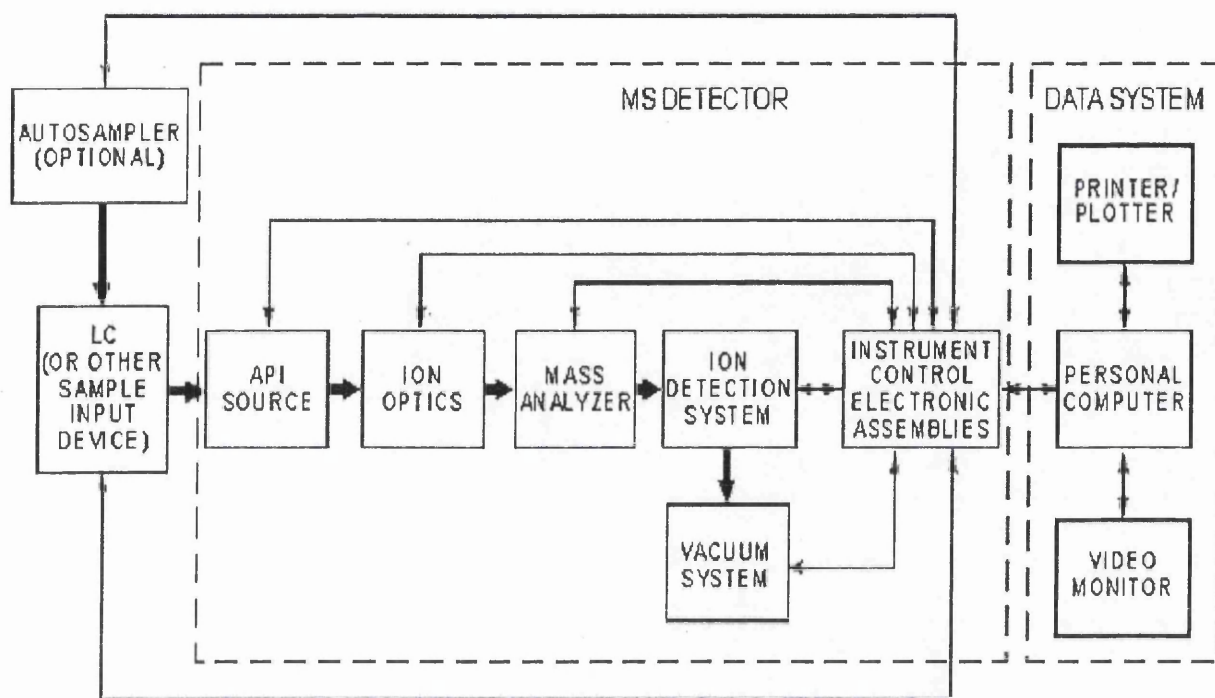 MS DETECTOR
DATA SYSTEM
AUTOSAMPLER
(OPTIONAL)
LC
(OR OTHER
SAMPLE
INPUT
DEVICE)
API
SOURCE
ION
OPTICS
MASS
ANALYZER
ION
DETECTION
SYSTEM
INSTRUMENT
CONTROL
ELECTRONIC
ASSEMBLIES
VACUUM
SYSTEM
PRINTER/
PLOTTER
PERSONAL
COMPUTER
VIDEO
MONITOR